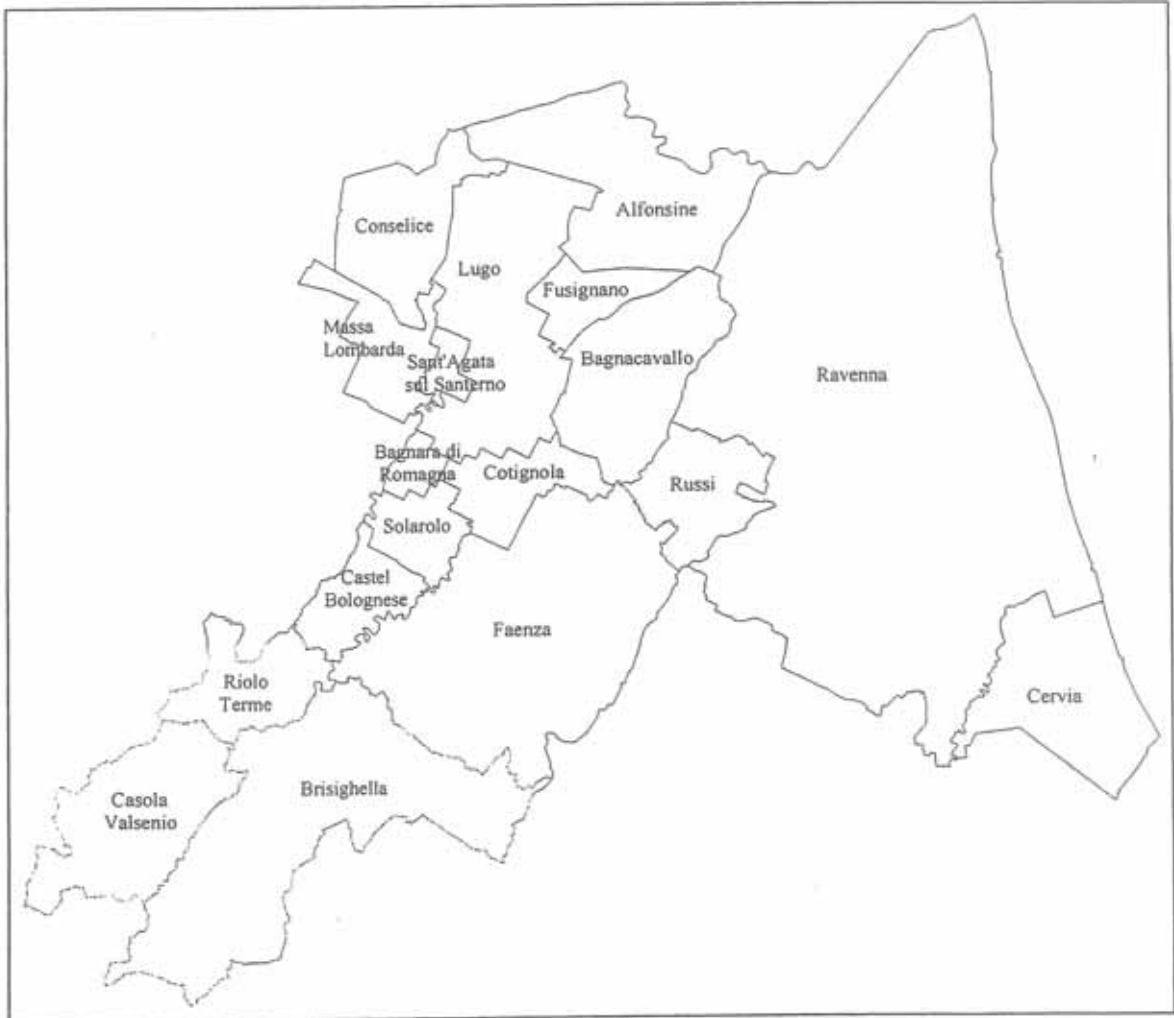 Alfonsine
Conselice
Lugo
Fusignano
Massa
Lombarda
Bagnacavallo
Sant'Agata
sul Santerno
Ravenna
Bagnara di
Romagna
Cotignola
Russi
Solarolo
Castel
Bolognese
Faenza
Riolo
Terme
Cervia
Brisighella
Casola
Valsenio